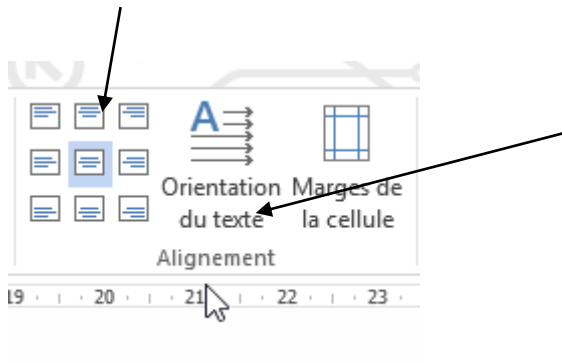 Orientation Marges de
du texte la cellule
Alignement
19 20 21 22 23